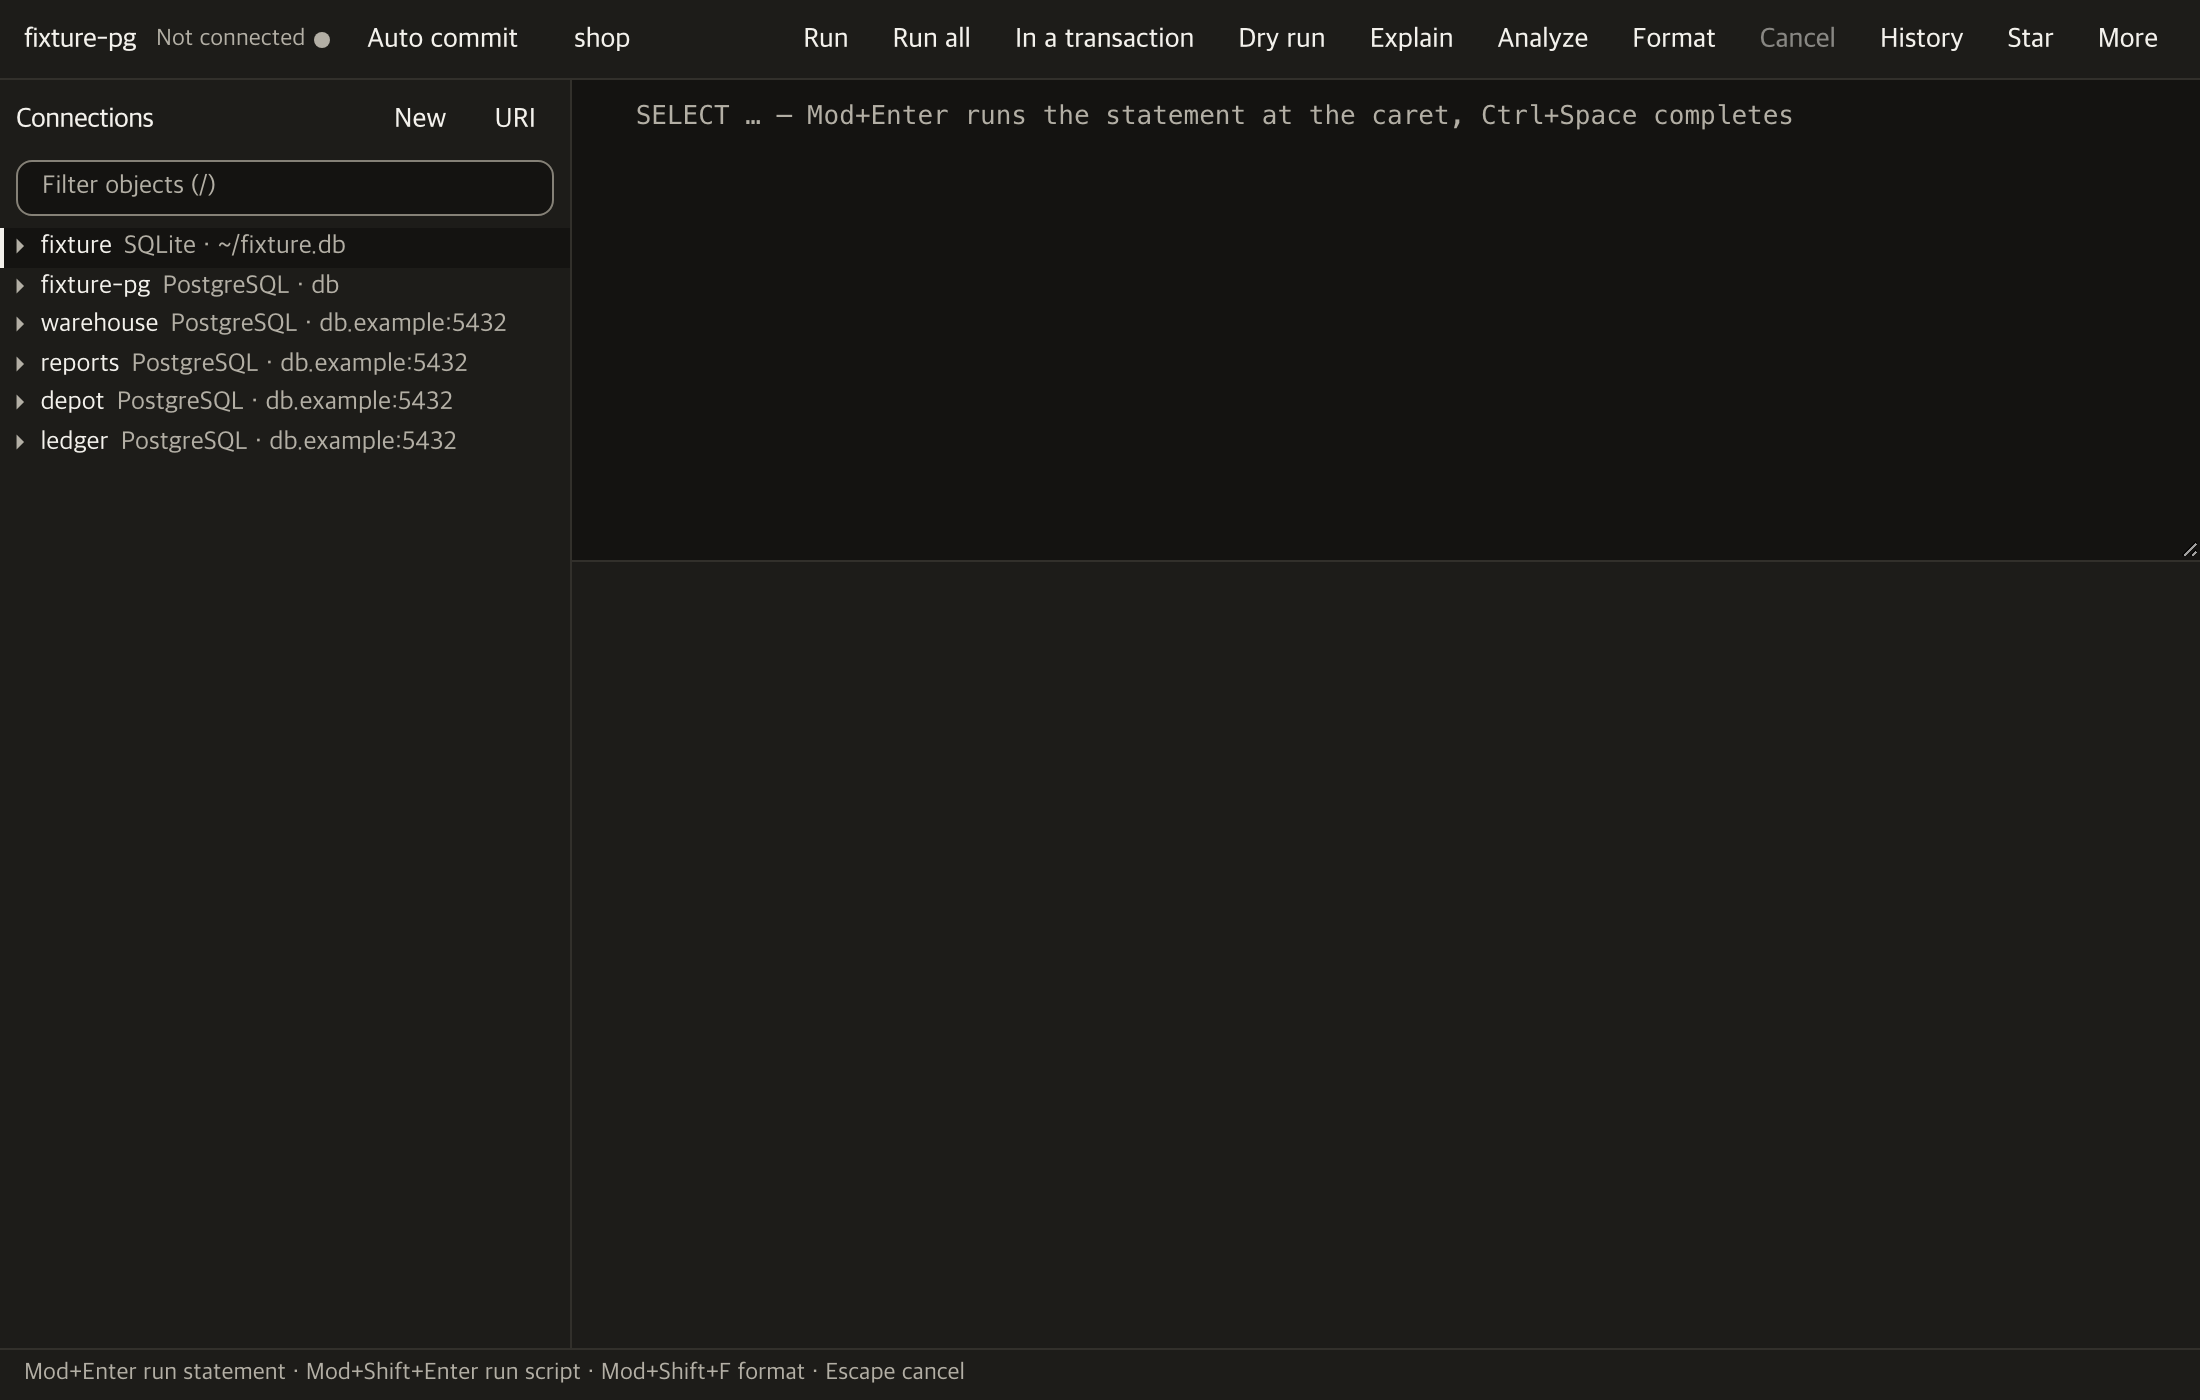 fixture-pg Not connected Auto commit shop Run Run all In a transaction Dry run Explain Analyze Format Cancel History Star More
Connections New URI
Filter objects (/)
fixture SQLite · ~/fixture.db
fixture-pg PostgreSQL · db
warehouse PostgreSQL · db.example:5432
reports PostgreSQL · db.example:5432
depot PostgreSQL · db.example:5432
ledger PostgreSQL · db.example:5432
SELECT … — Mod+Enter runs the statement at the caret, Ctrl+Space completes
Mod+Enter run statement · Mod+Shift+Enter run script · Mod+Shift+F format · Escape cancel